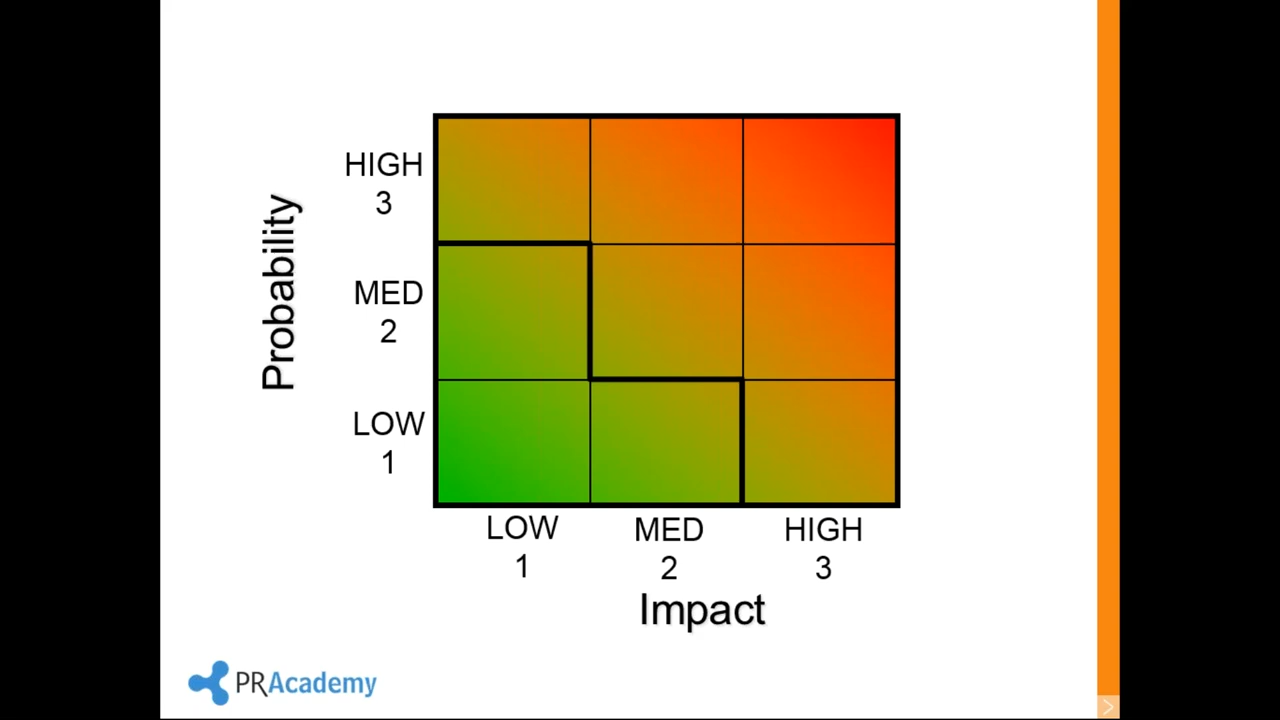 Probability
HIGH
3
MED
2
LOW
1
LOW
1
MED
2
HIGH
3
Impact
PRAcademy